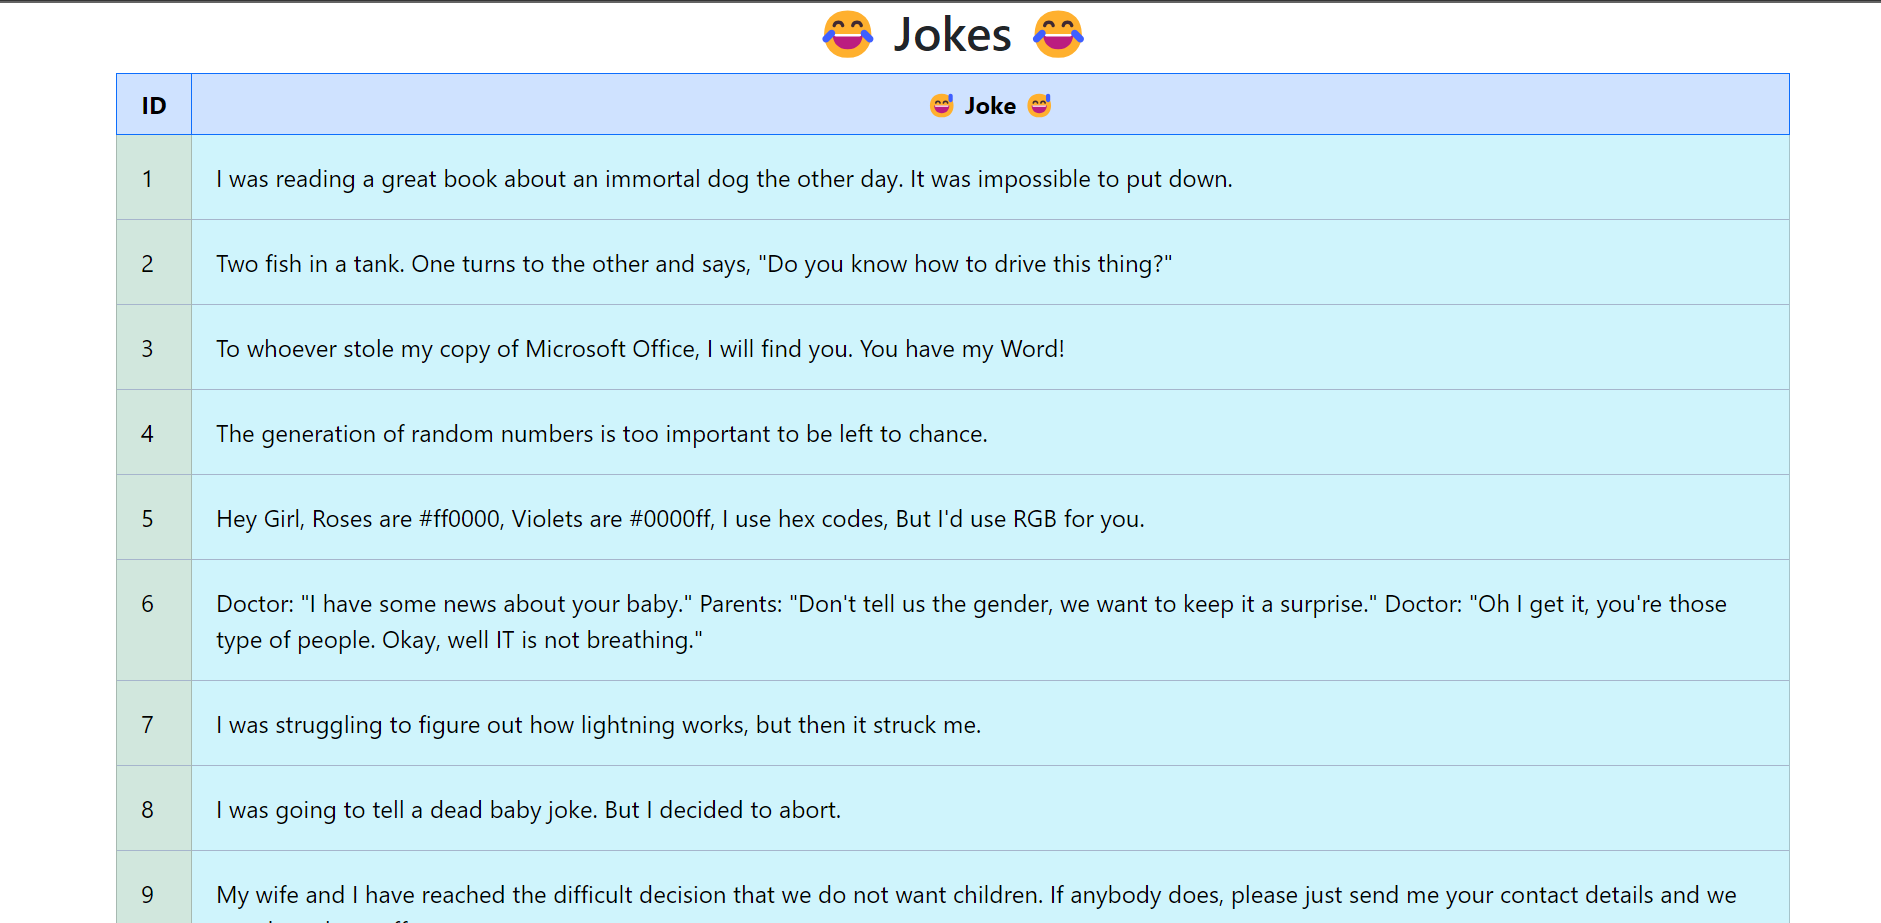 😂 Jokes 😂
ID 😅 Joke 😅
1 I was reading a great book about an immortal dog the other day. It was impossible to put down.
2 Two fish in a tank. One turns to the other and says, "Do you know how to drive this thing?"
3 To whoever stole my copy of Microsoft Office, I will find you. You have my Word!
4 The generation of random numbers is too important to be left to chance.
5 Hey Girl, Roses are #ff0000, Violets are #0000ff, I use hex codes, But I'd use RGB for you.
6 Doctor: "I have some news about your baby." Parents: "Don't tell us the gender, we want to keep it a surprise." Doctor: "Oh I get it, you're those
type of people. Okay, well IT is not breathing."
7 I was struggling to figure out how lightning works, but then it struck me.
8 I was going to tell a dead baby joke. But I decided to abort.
9 My wife and I have reached the difficult decision that we do not want children. If anybody does, please just send me your contact details and we